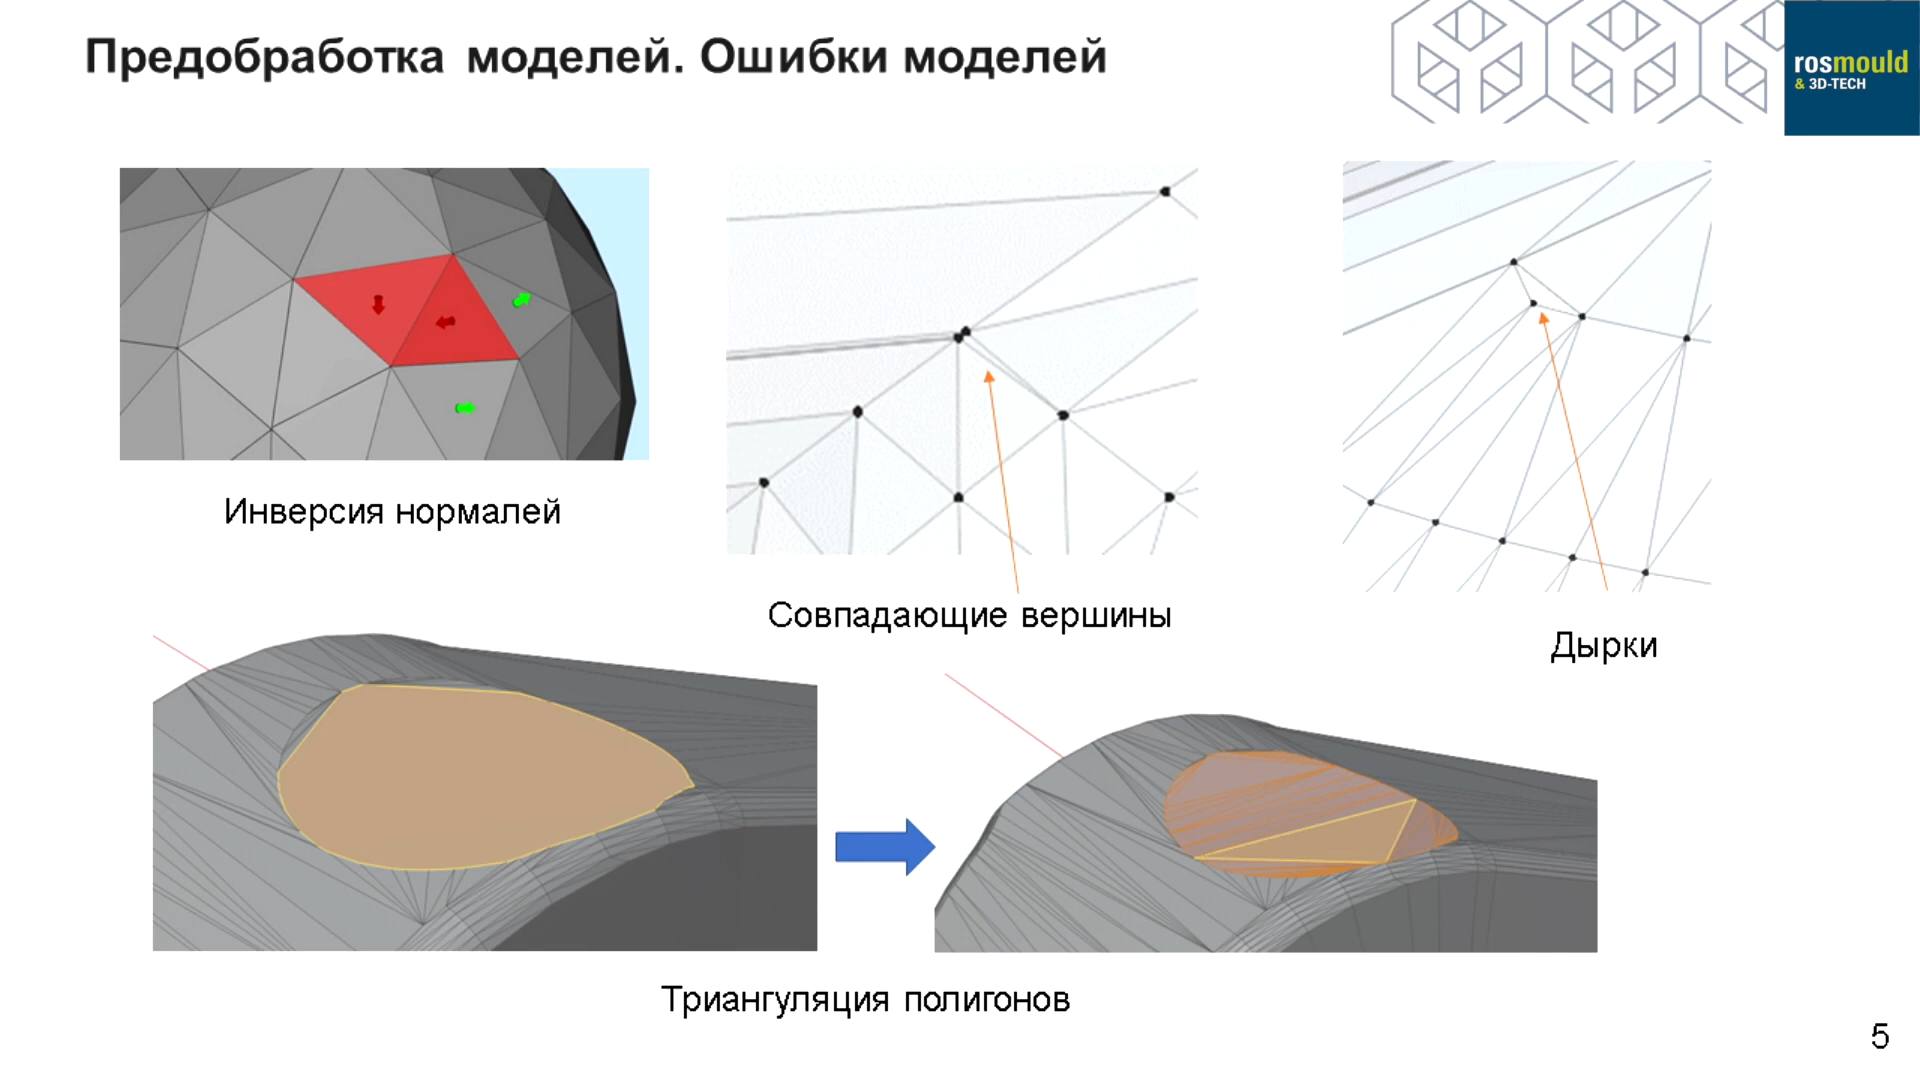 Предобработка моделей. Ошибки моделей
rosmould
& 3D-TECH
Инверсия нормалей
Совпадающие вершины
Дырки
Триангуляция полигонов
5